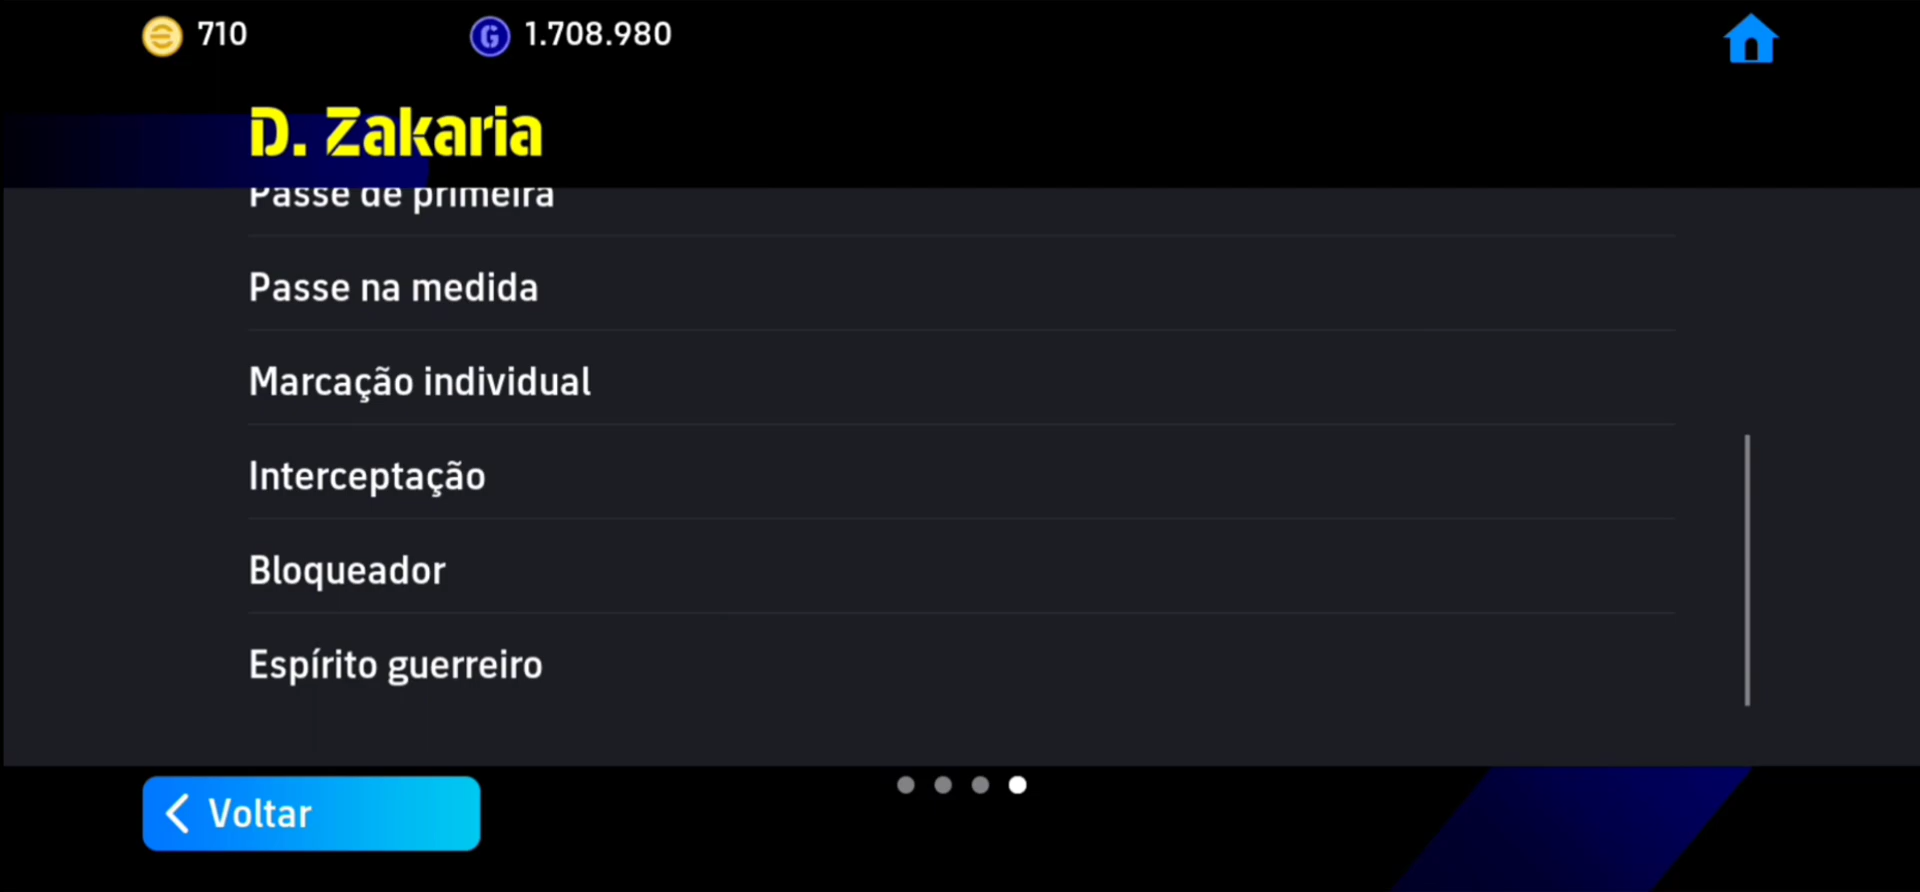 710
1.708.980
D. Zakaria
Passe de primeira
Passe na medida
Marcação individual
Interceptação
Bloqueador
Espírito guerreiro
Voltar